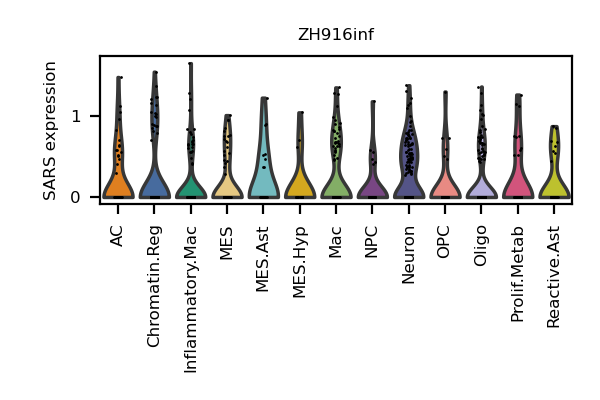 ZH916inf
SARS expression
1
0
AC
Chromatin.Reg
Inflammatory.Mac
MES
MES.Ast
MES.Hyp
Mac
NPC
Neuron
OPC
Oligo
Prolif.Metab
Reactive.Ast